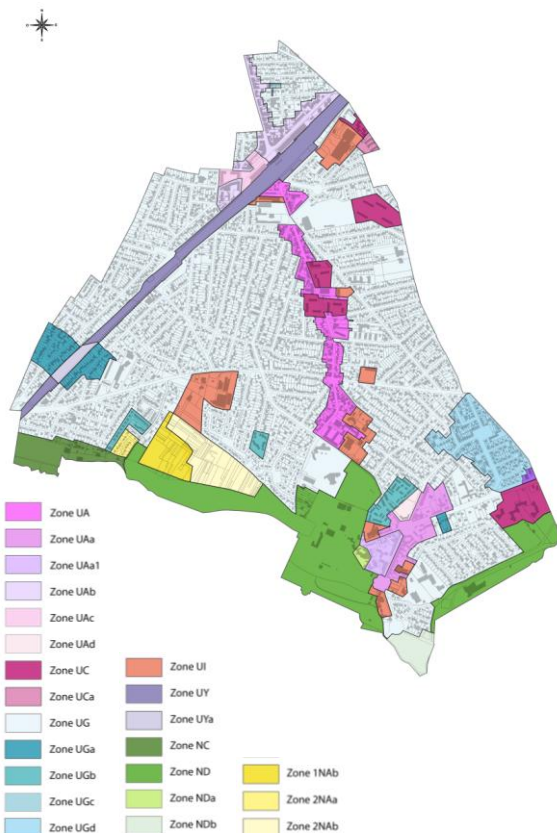 Zone UA
Zone UAa
Zone UAa1
Zone UAb
Zone UAc
Zone UAd
Zone UC
Zone UCa
Zone UG
Zone UGa
Zone UGb
Zone UGc
Zone UGd
Zone UI
Zone UY
Zone UYa
Zone NC
Zone ND
Zone NDa
Zone NDb
Zone 1NAb
Zone 2NAa
Zone 2NAb